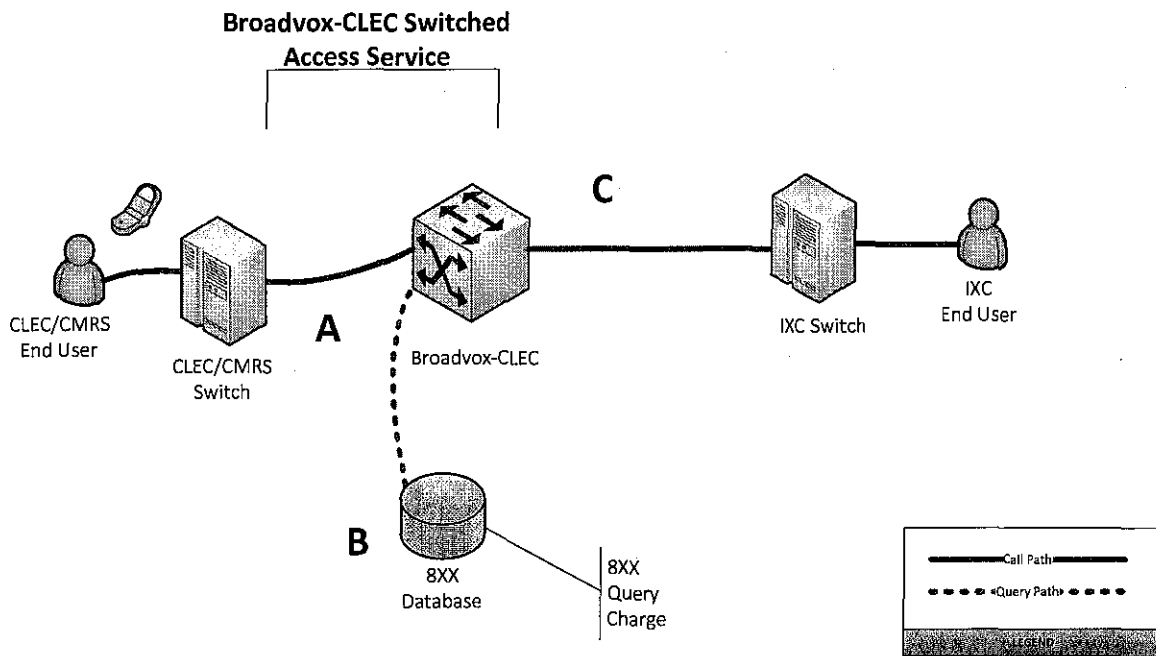 Broadvox-CLEC Switched
Access Service
C
CLEC/CMRS
End User
CLEC/CMRS
Switch
A
Broadvox-CLEC
IXC Switch
IXC
End User
B
8XX
Database
8XX
Query
Charge
Call Path
Query Path
LEGEND